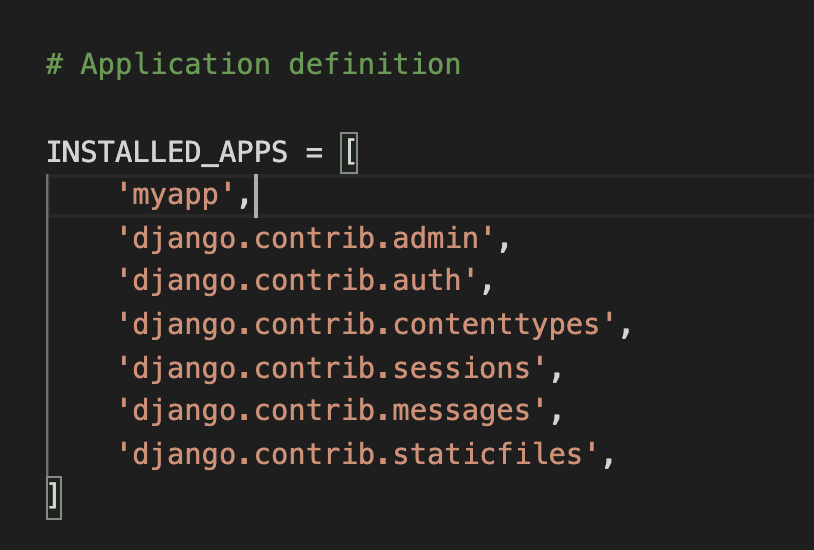 # Application definition
INSTALLED_APPS = [
    'myapp',
    'django.contrib.admin',
    'django.contrib.auth',
    'django.contrib.contenttypes',
    'django.contrib.sessions',
    'django.contrib.messages',
    'django.contrib.staticfiles',
]